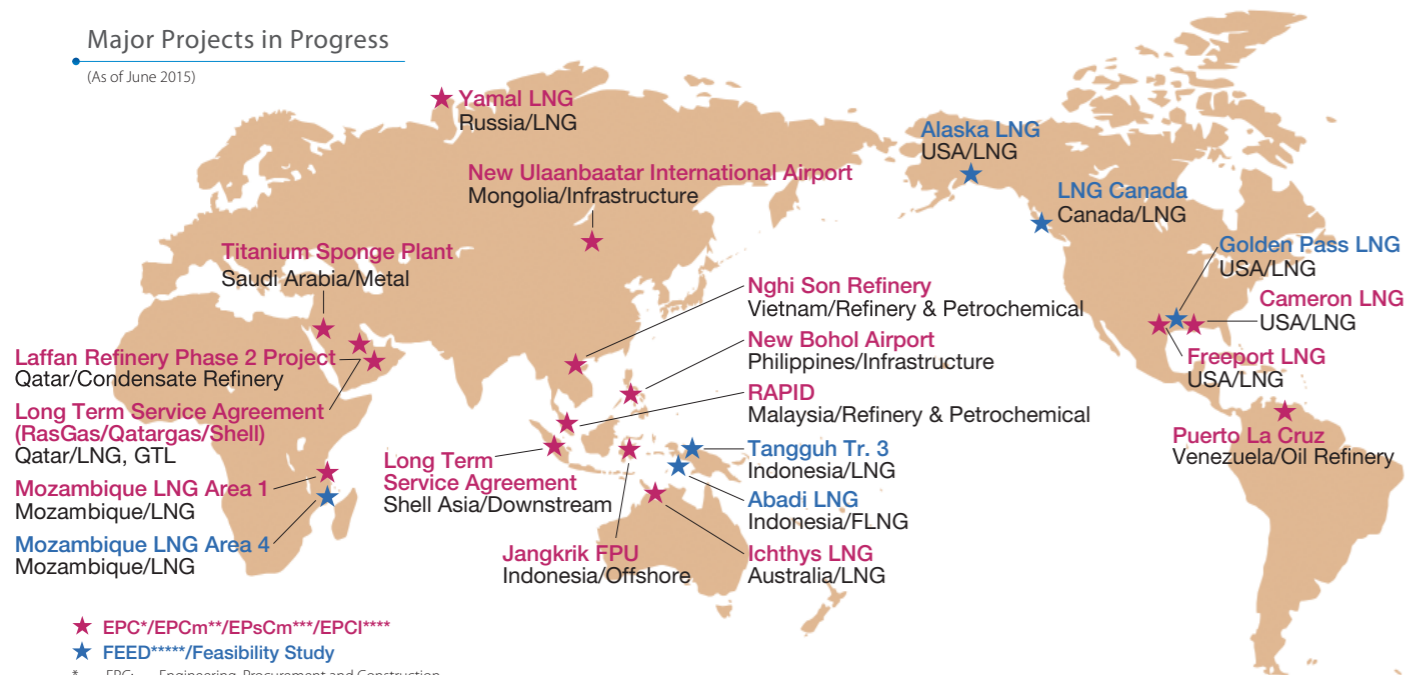 Major Projects in Progress
(As of June 2015)
Yamal LNG
Russia/LNG
New Ulaanbaatar International Airport
Mongolia/Infrastructure
Alaska LNG
USA/LNG
LNG Canada
Canada/LNG
Golden Pass LNG
USA/LNG
Cameron LNG
USA/LNG
Freeport LNG
USA/LNG
Puerto La Cruz
Venezuela/Oil Refinery
Titanium Sponge Plant
Saudi Arabia/Metal
Laffan Refinery Phase 2 Project
Qatar/Condensate Refinery
Long Term Service Agreement
(RasGas/Qatargas/Shell)
Qatar/LNG, GTL
Mozambique LNG Area 1
Mozambique/LNG
Mozambique LNG Area 4
Mozambique/LNG
Nghi Son Refinery
Vietnam/Refinery & Petrochemical
New Bohol Airport
Philippines/Infrastructure
RAPID
Malaysia/Refinery & Petrochemical
Tangguh Tr. 3
Indonesia/LNG
Abadi LNG
Indonesia/FLNG
Ichthys LNG
Australia/LNG
Long Term
Service Agreement
Shell Asia/Downstream
Jangkrik FPU
Indonesia/Offshore
EPC*/EPCm**/EPsCm***/EPCI****
FEED*****/Feasibility Study
* EPC: Engineering, Procurement and Construction